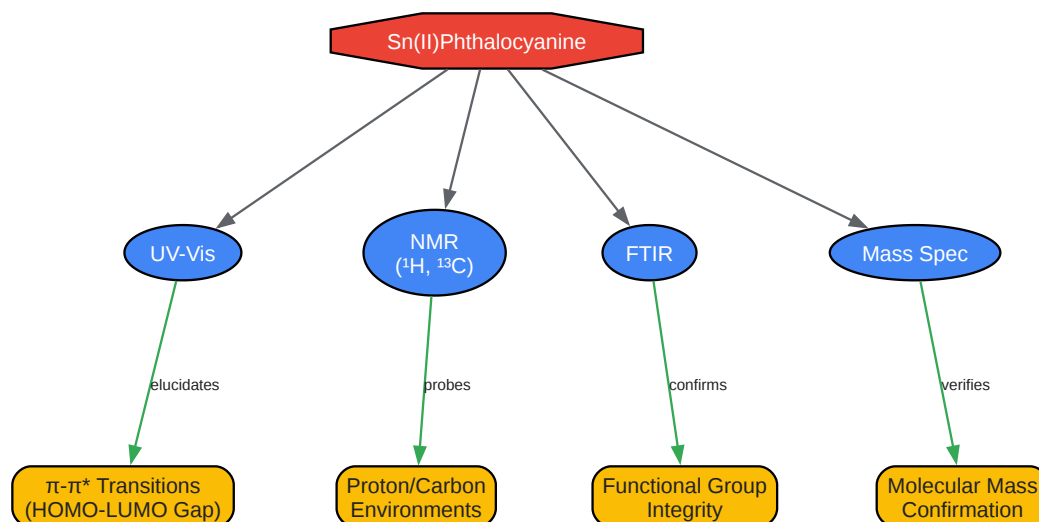 Sn(II)Phthalocyanine
UV-Vis
NMR
(¹H, ¹³C)
FTIR
Mass Spec
elucidates
probes
confirms
verifies
π-π* Transitions
(HOMO-LUMO Gap)
Proton/Carbon
Environments
Functional Group
Integrity
Molecular Mass
Confirmation